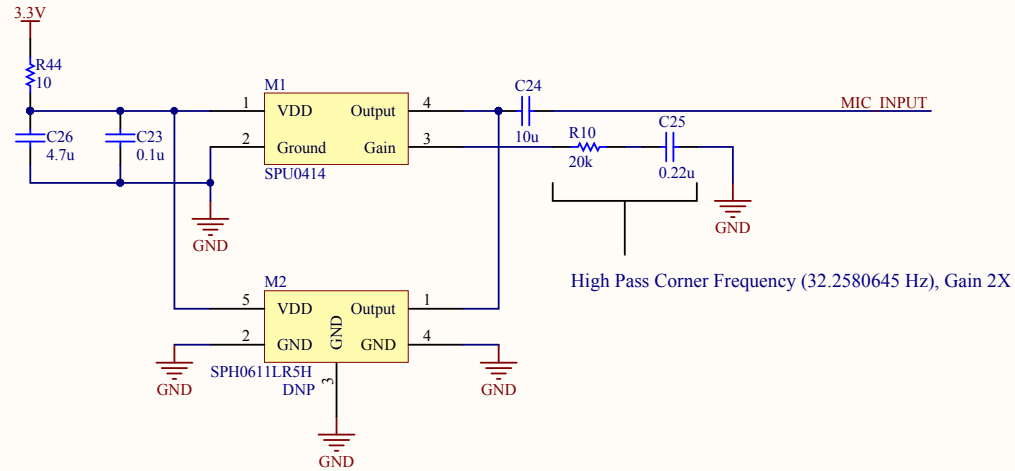 3.3V
R44
10
C26
4.7u
C23
0.1u
M1
1 VDD Output 4
2 Ground Gain 3
SPU0414
C24
10u
MIC INPUT
R10
20k
C25
0.22u
GND
GND
High Pass Corner Frequency (32.2580645 Hz), Gain 2X
M2
5 VDD Output 1
2 GND GND GND 4
SPH0611LR5H
DNP
3
GND
GND
GND